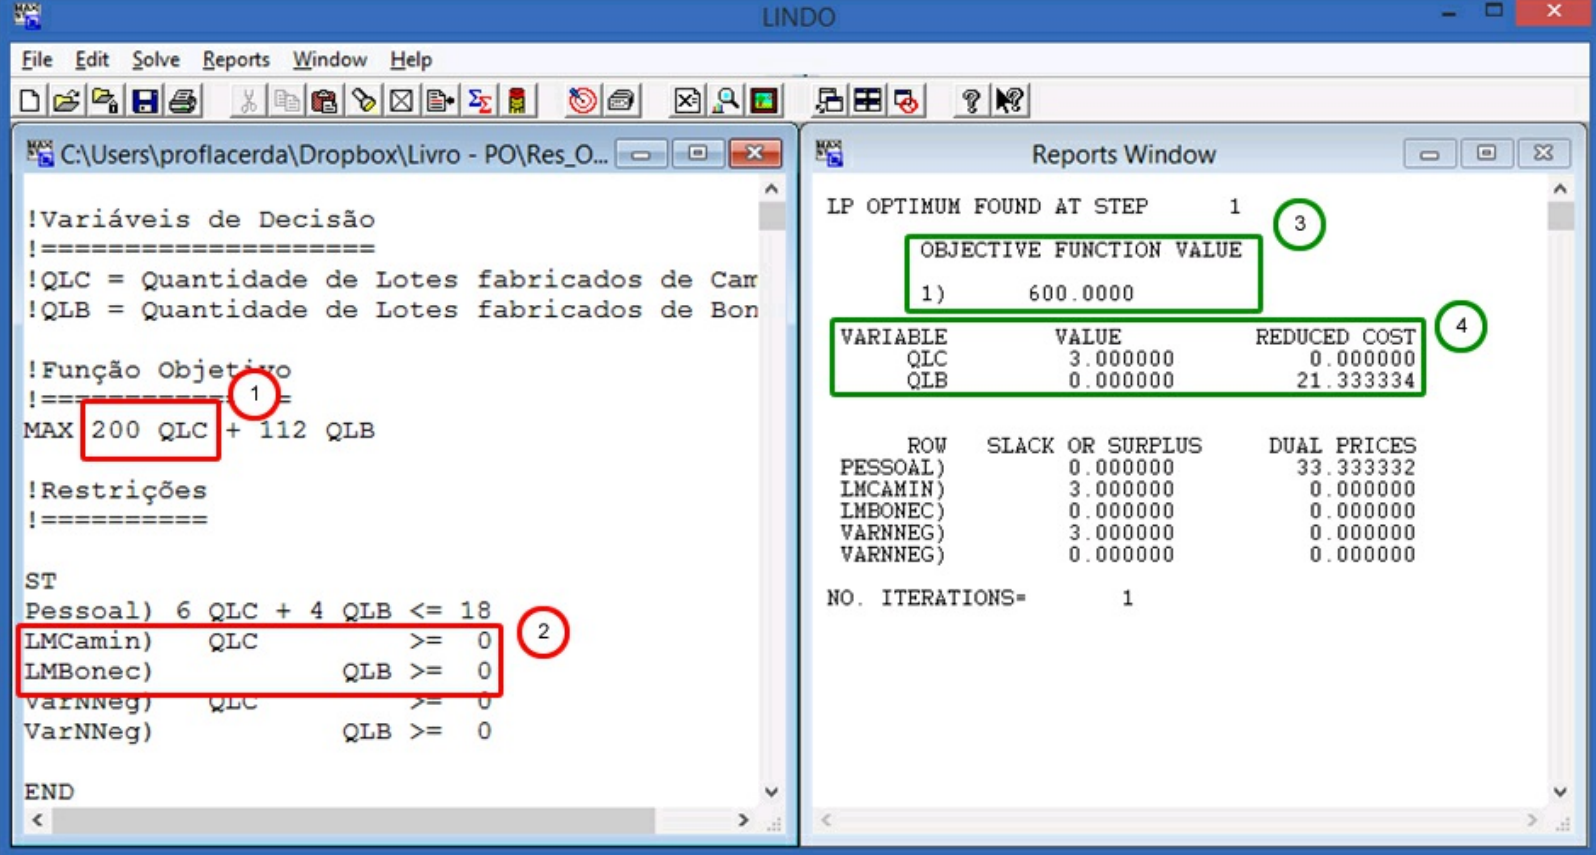 LINDO
File Edit Solve Reports Window Help
C:\Users\proflacerda\Dropbox\Livro - PO\Res_O...
!Variáveis de Decisão
!====================
!QLC = Quantidade de Lotes fabricados de Cam
!QLB = Quantidade de Lotes fabricados de Bon
!Função Objetivo
!===============
1
MAX 200 QLC + 112 QLB
!Restrições
!==========
ST
Pessoal) 6 QLC + 4 QLB <= 18
LMCamin) QLC >= 0
2
LMBonec) QLB >= 0
VarNNeg) QLC >= 0
VarNNeg) QLB >= 0
END
Reports Window
LP OPTIMUM FOUND AT STEP 1
3
OBJECTIVE FUNCTION VALUE
1) 600.0000
4
VARIABLE VALUE REDUCED COST
QLC 3.000000 0.000000
QLB 0.000000 21.333334
ROW SLACK OR SURPLUS DUAL PRICES
PESSOAL) 0.000000 33.333332
LMCAMIN) 3.000000 0.000000
LMBONEC) 0.000000 0.000000
VARNNEG) 3.000000 0.000000
VARNNEG) 0.000000 0.000000
NO. ITERATIONS= 1